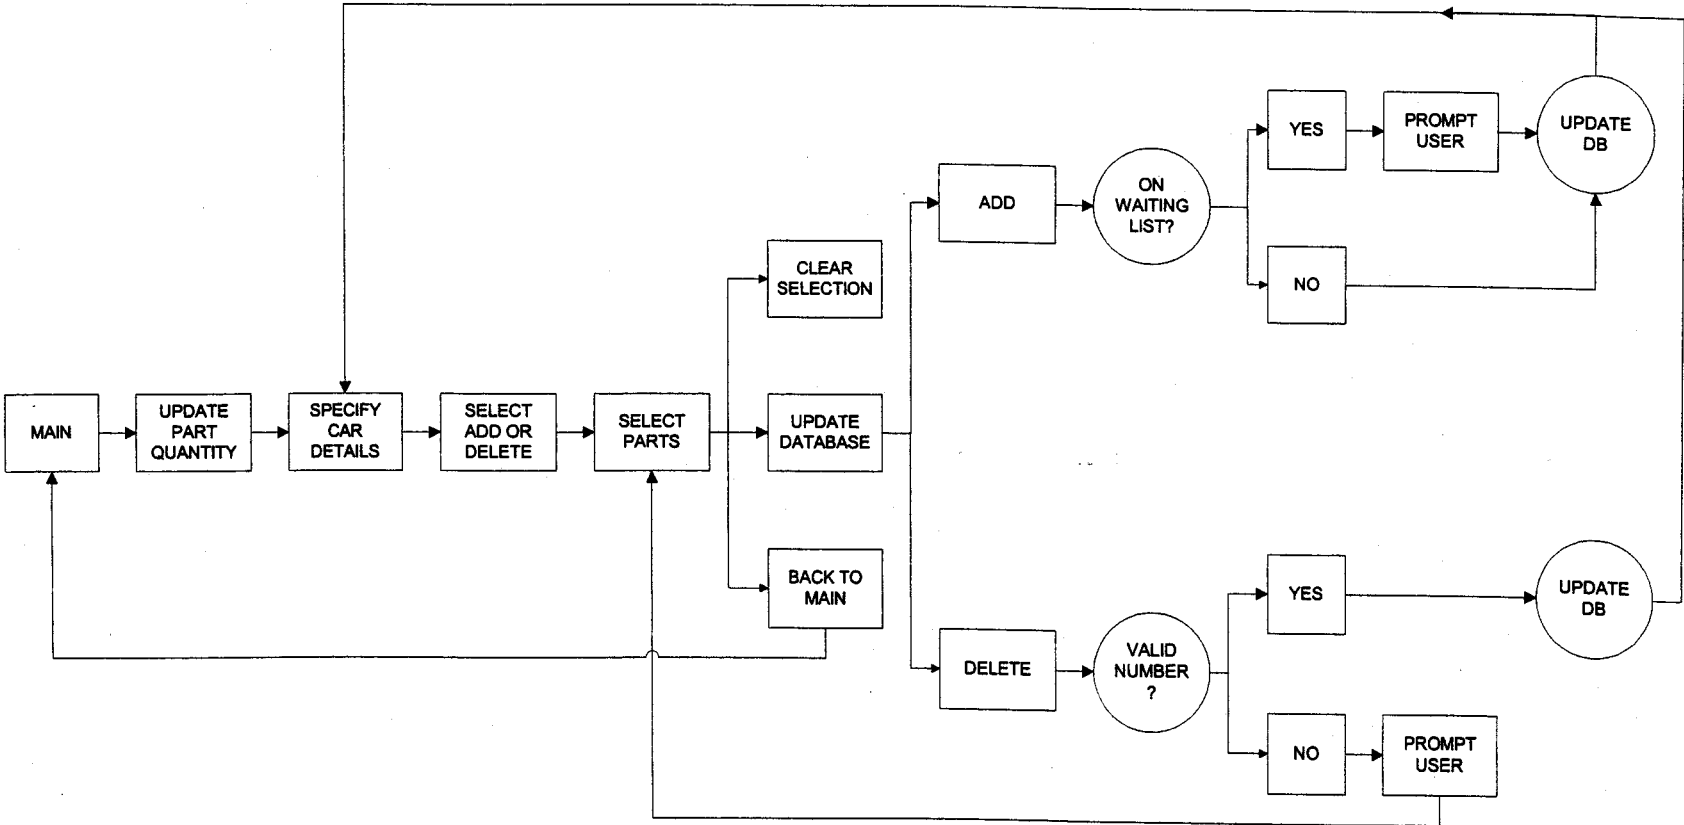 MAIN
UPDATE
PART
QUANTITY
SPECIFY
CAR
DETAILS
SELECT
ADD OR
DELETE
SELECT
PARTS
CLEAR
SELECTION
UPDATE
DATABASE
BACK TO
MAIN
ADD
ON
WAITING
LIST?
YES
PROMPT
USER
UPDATE
DB
NO
DELETE
VALID
NUMBER
?
YES
UPDATE
DB
NO
PROMPT
USER